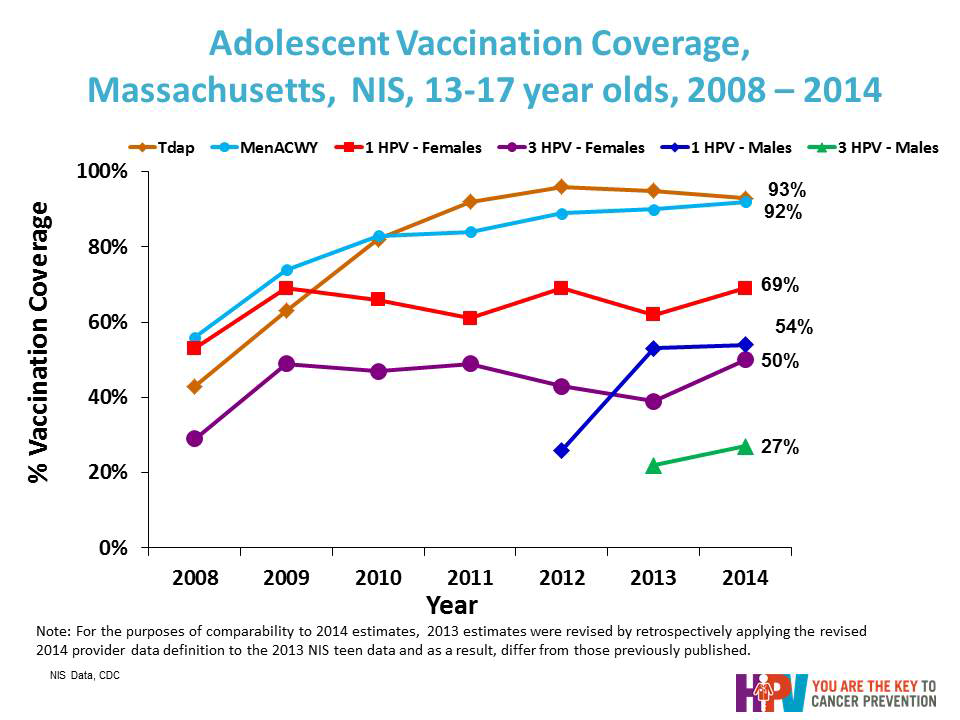 Adolescent Vaccination Coverage,
Massachusetts, NIS, 13-17 year olds, 2008 – 2014
Tdap MenACWY 1 HPV - Females 3 HPV - Females 1 HPV - Males 3 HPV - Males
% Vaccination Coverage
100%
80%
60%
40%
20%
0%
93%
92%
69%
54%
50%
27%
2008 2009 2010 2011 2012 2013 2014
Year
Note: For the purposes of comparability to 2014 estimates, 2013 estimates were revised by retrospectively applying the revised
2014 provider data definition to the 2013 NIS teen data and as a result, differ from those previously published.
NIS Data, CDC
HPV
YOU ARE THE KEY TO
CANCER PREVENTION